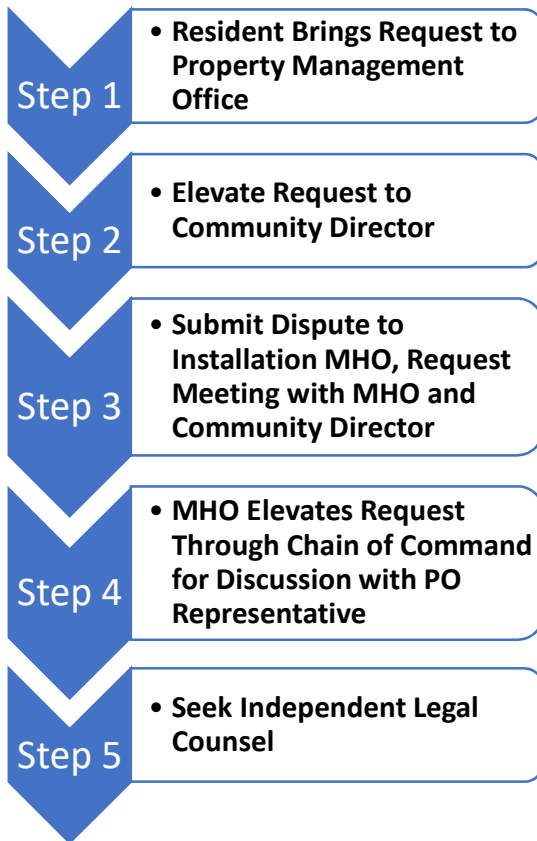 Step 1
• Resident Brings Request to
Property Management
Office
Step 2
• Elevate Request to
Community Director
Step 3
• Submit Dispute to
Installation MHO, Request
Meeting with MHO and
Community Director
Step 4
• MHO Elevates Request
Through Chain of Command
for Discussion with PO
Representative
Step 5
• Seek Independent Legal
Counsel